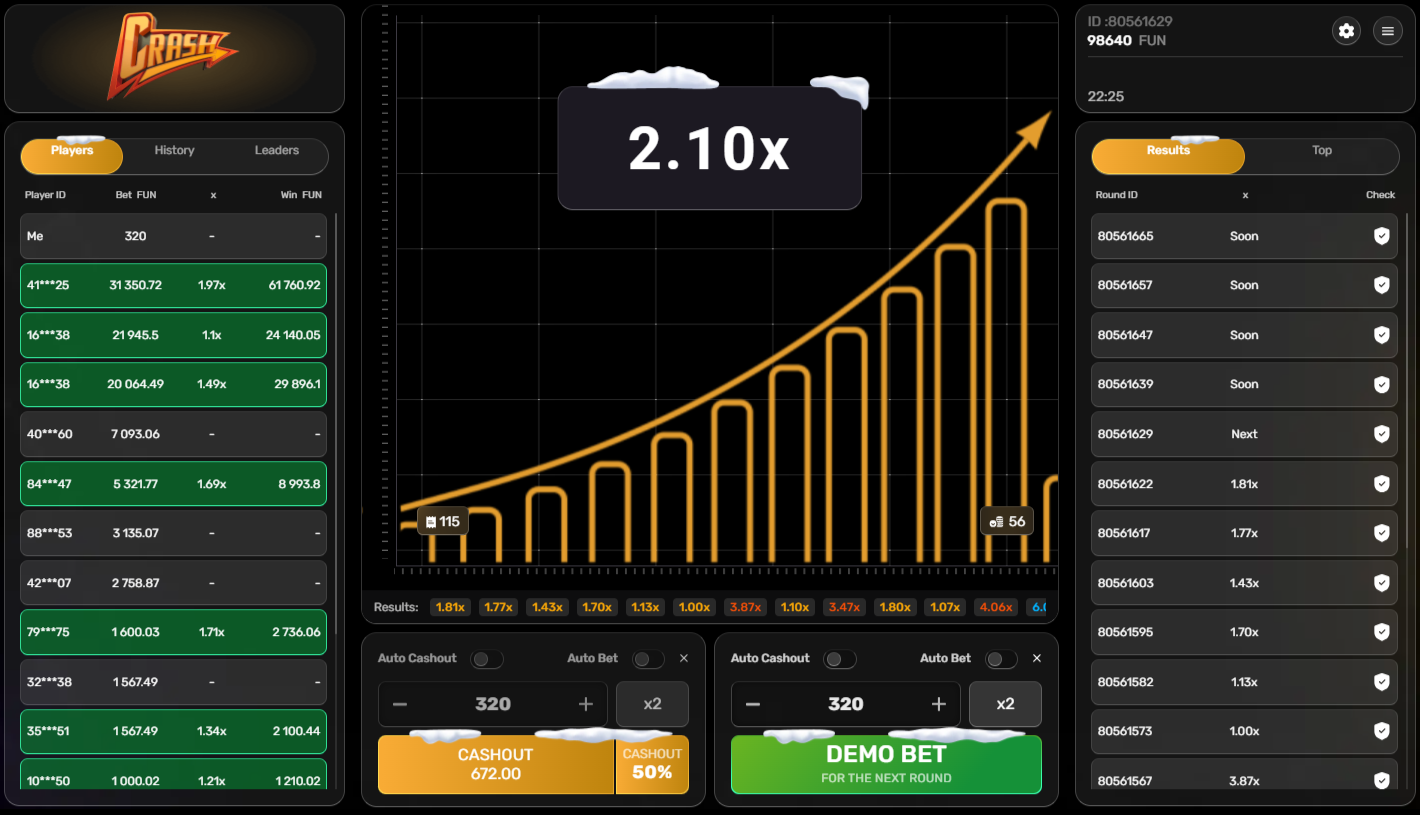 CRASH
Players History Leaders
Player ID Bet FUN x Win FUN
Me 320 - -
41***25 31 350.72 1.97x 61 760.92
16***38 21 945.5 1.1x 24 140.05
16***38 20 064.49 1.49x 29 896.1
40***60 7 093.06 - -
84***47 5 321.77 1.69x 8 993.8
88***53 3 135.07 - -
42***07 2 758.87 - -
79***75 1 600.03 1.71x 2 736.06
32***38 1 567.49 - -
35***51 1 567.49 1.34x 2 100.44
10***50 1 000.02 1.21x 1 210.02
2.10x
115
56
Results: 1.81x 1.77x 1.43x 1.70x 1.13x 1.00x 3.87x 1.10x 3.47x 1.80x 1.07x 4.06x
Auto Cashout Auto Bet ×
− 320 + x2
CASHOUT
672.00
CASHOUT
50%
Auto Cashout Auto Bet ×
− 320 + x2
DEMO BET
FOR THE NEXT ROUND
ID :80561629
98640 FUN
22:25
Results Top
Round ID x Check
80561665 Soon
80561657 Soon
80561647 Soon
80561639 Soon
80561629 Next
80561622 1.81x
80561617 1.77x
80561603 1.43x
80561595 1.70x
80561582 1.13x
80561573 1.00x
80561567 3.87x